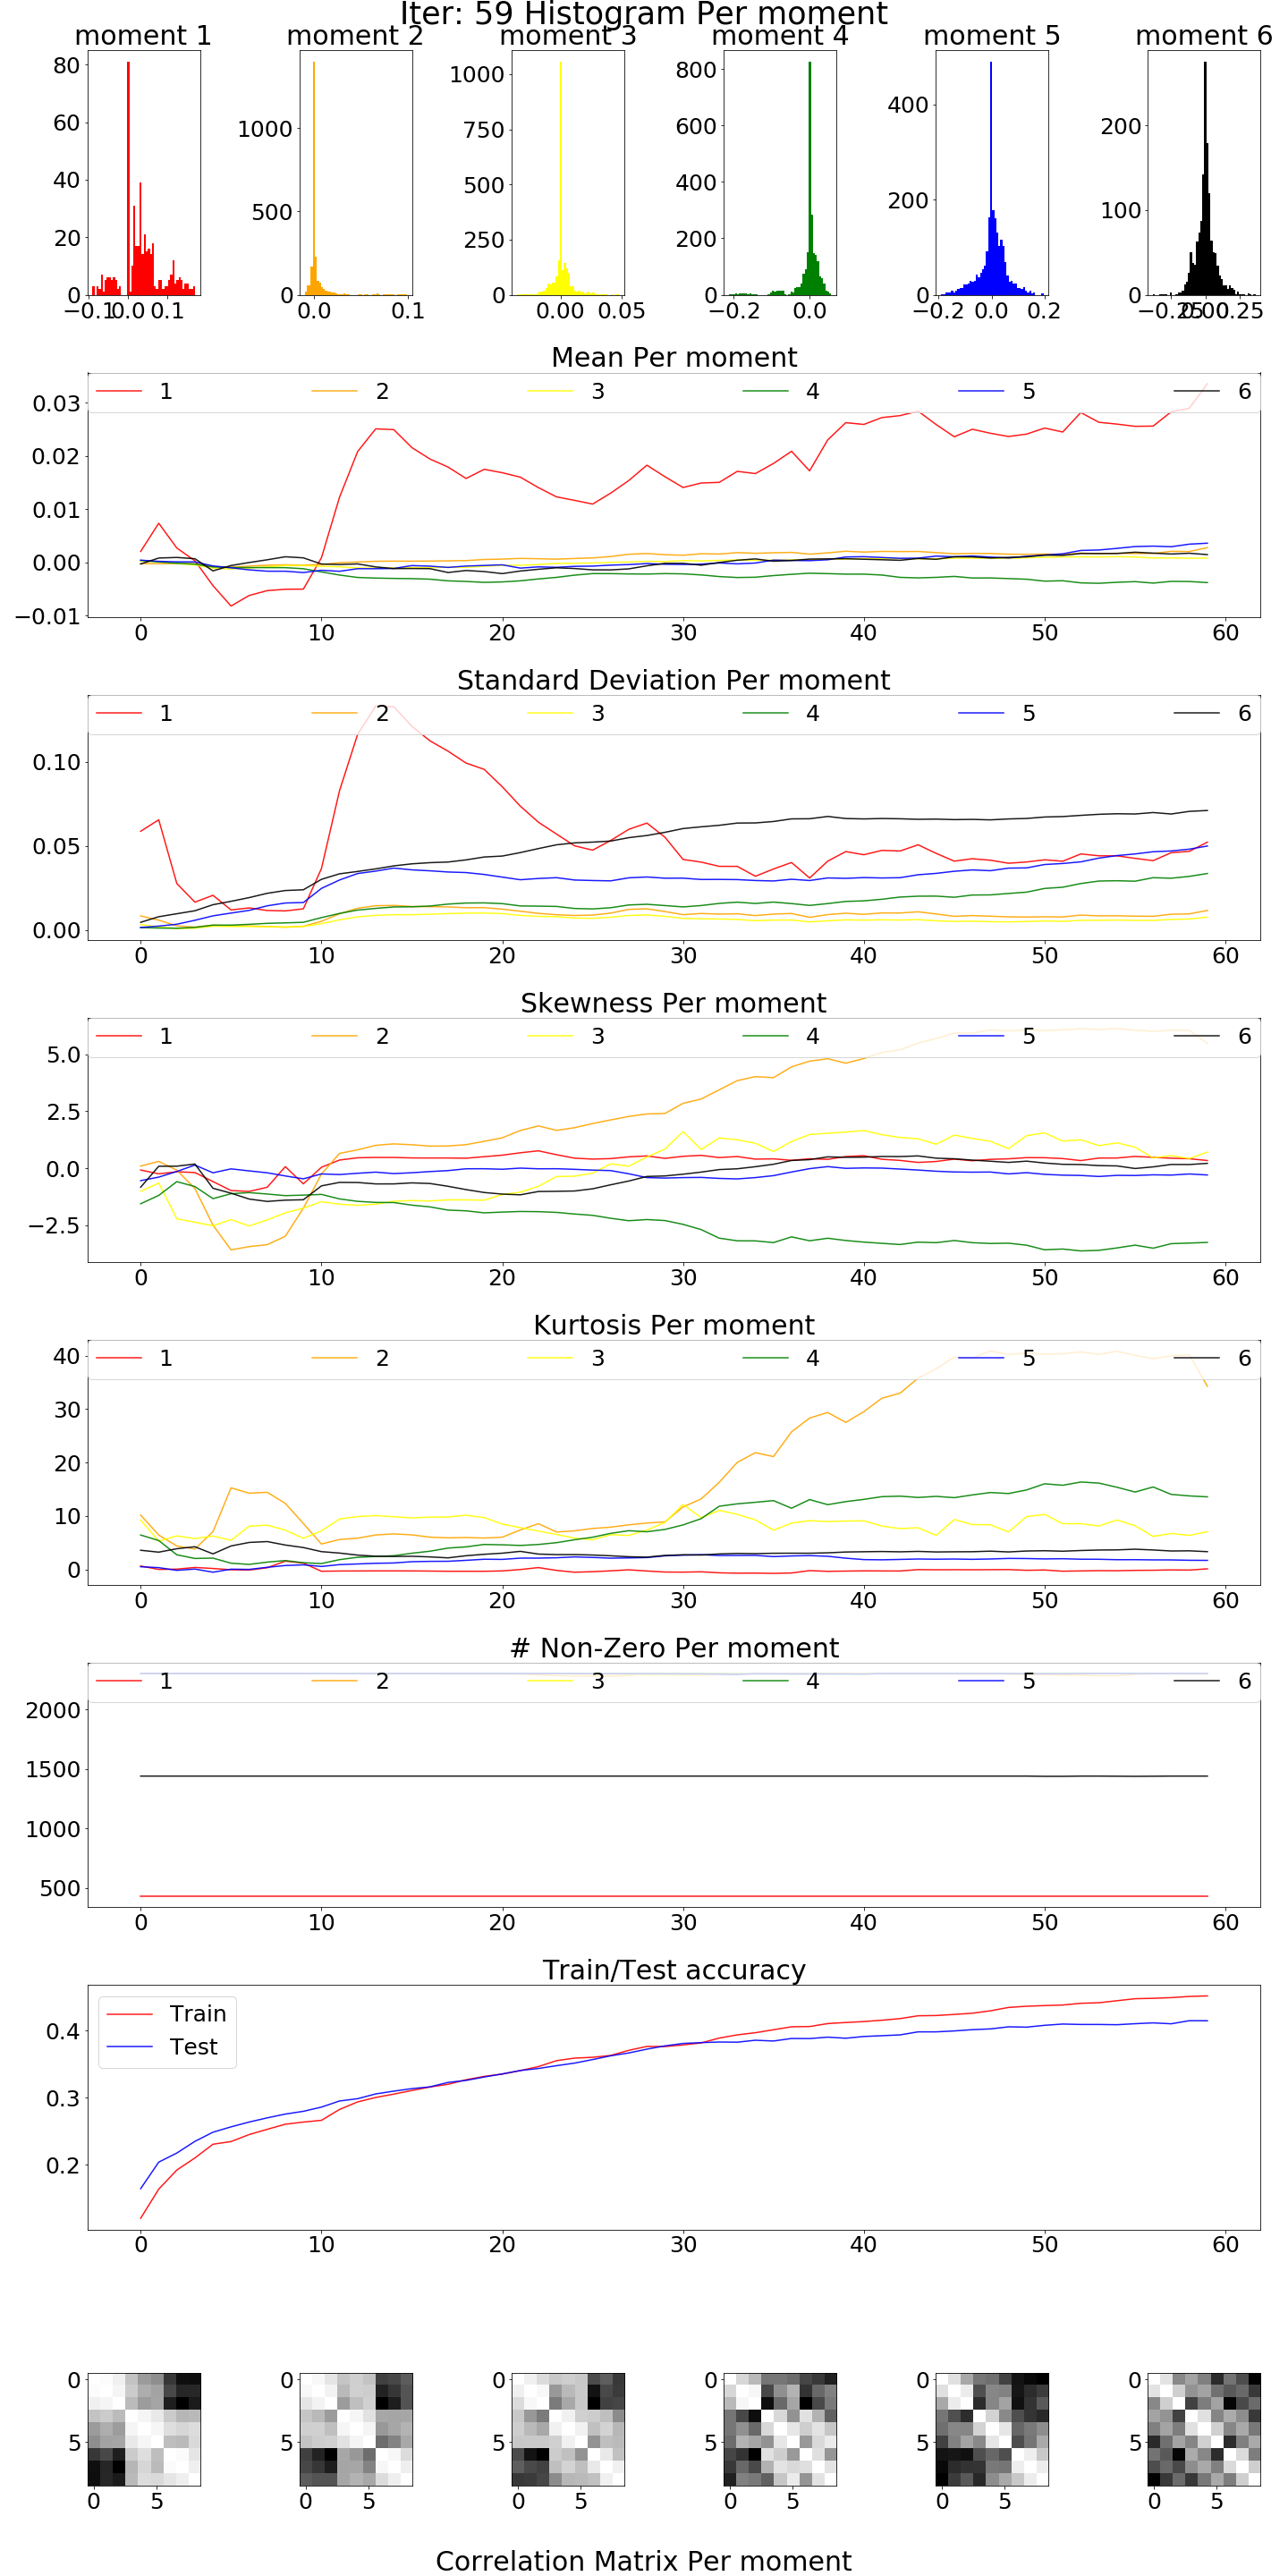 Iter: 59 Histogram Per moment
moment 1 moment 2 moment 3 moment 4 moment 5 moment 6
80 60 40 20 0
−0.1 0.0 0.1
1000 500 0
0.0 0.1
1000 750 500 250 0
0.00 0.05
800 600 400 200 0
−0.2 0.0
400 200 0
−0.2 0.0 0.2
200 100 0
−0.25 0.00 0.25
Mean Per moment
1 2 3 4 5 6
0.03
0.02
0.01
0.00
−0.01
0 10 20 30 40 50 60
Standard Deviation Per moment
1 2 3 4 5 6
0.10
0.05
0.00
0 10 20 30 40 50 60
Skewness Per moment
1 2 3 4 5 6
5.0
2.5
0.0
−2.5
0 10 20 30 40 50 60
Kurtosis Per moment
1 2 3 4 5 6
40
30
20
10
0
0 10 20 30 40 50 60
# Non-Zero Per moment
1 2 3 4 5 6
2000
1500
1000
500
0 10 20 30 40 50 60
Train/Test accuracy
Train
Test
0.4
0.3
0.2
0 10 20 30 40 50 60
0 0 0 0 0 0
5 5 5 5 5 5
0 5 0 5 0 5 0 5 0 5 0 5
Correlation Matrix Per moment